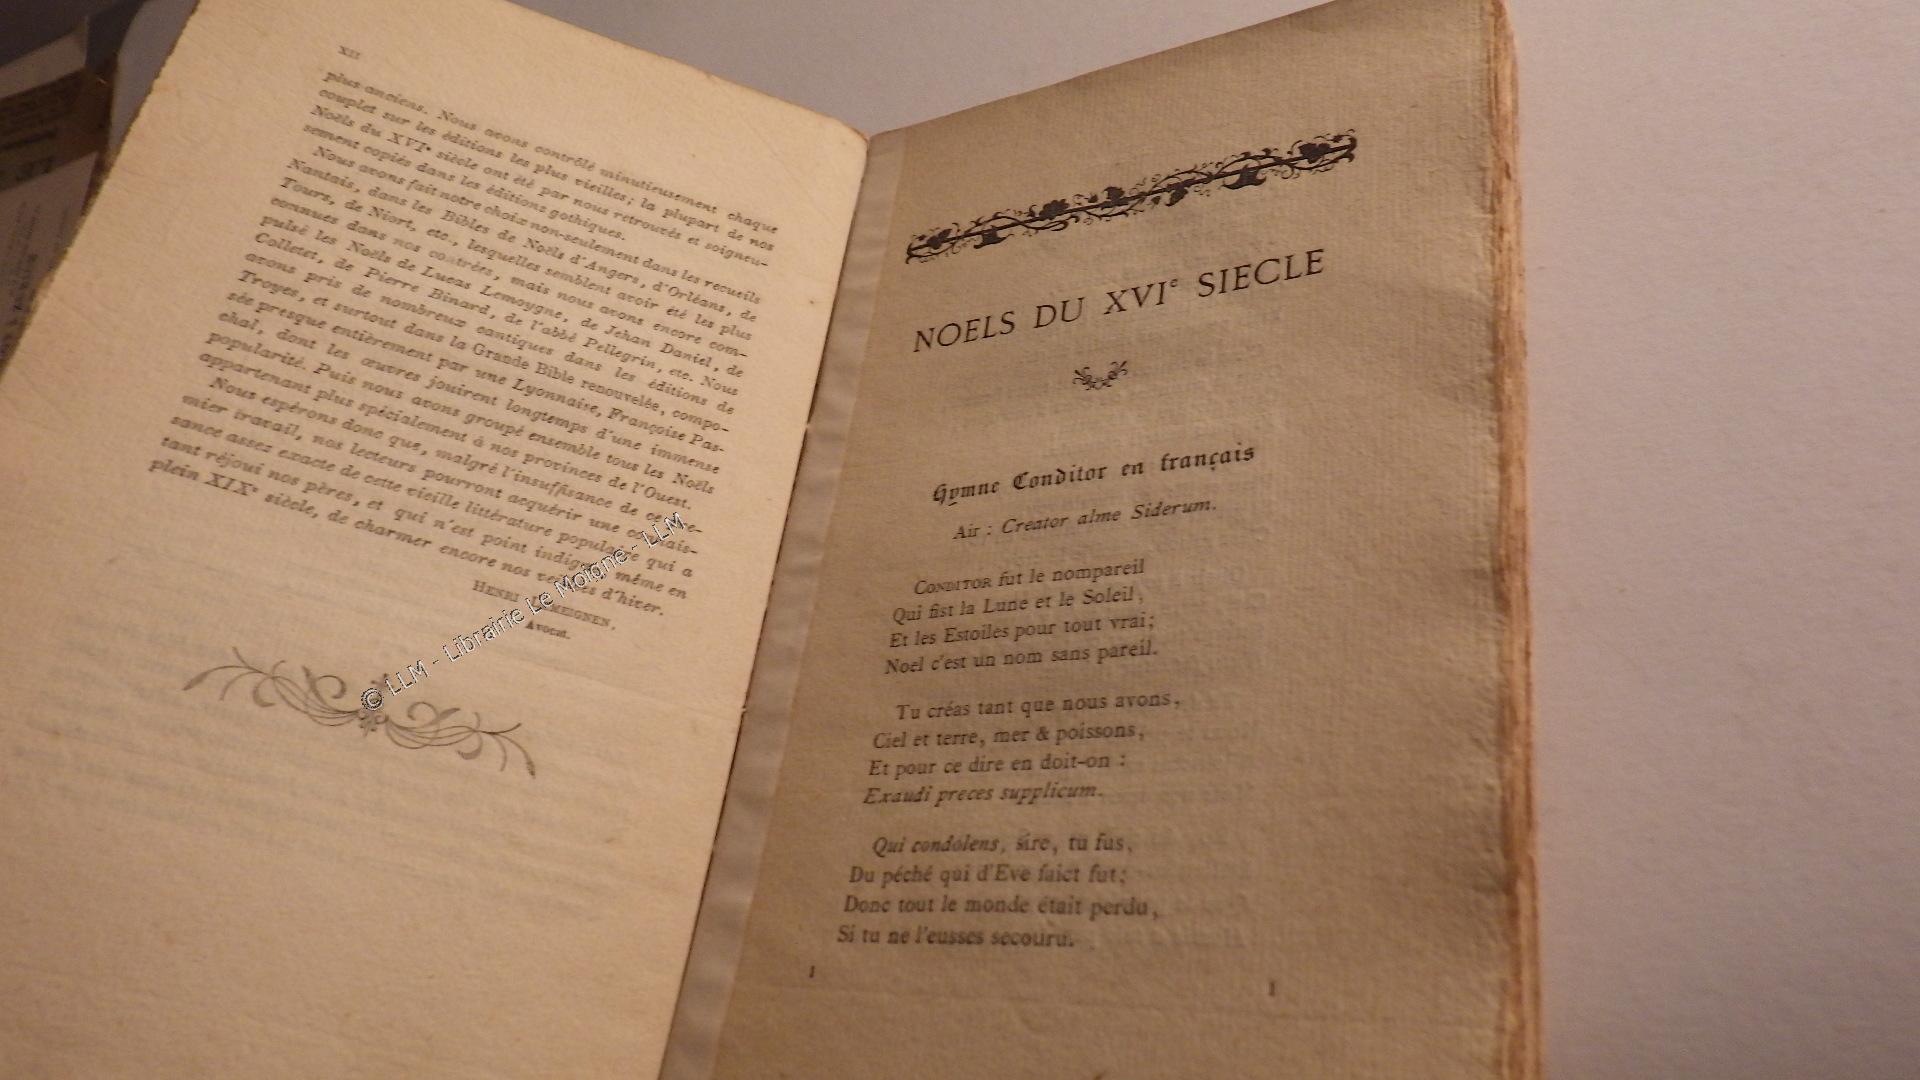 XII
plus anciens. Nous avons contrôlé minutieusement chaque
couplet sur les éditions les plus vieilles; la plupart de nos
Noëls du XVIe siècle ont été par nous retrouvés et soigneu-
sement copiés dans les éditions gothiques.
Nous avons fait notre choix non-seulement dans les recueils
Nantais, dans les Bibles de Noëls d'Angers, d'Orléans, de
Tours, de Niort, etc., lesquelles semblent avoir été les plus
connues dans nos contrées, mais nous avons encore com-
pulsé les Noëls de Lucas Lemoygne, de Jehan Daniel, de
Colletet, de Pierre Binard, de l'abbé Pellegrin, etc. Nous
avons pris de nombreux cantiques dans les éditions de
Troyes, et surtout dans la Grande Bible renouvelée, compo-
sée presque entièrement par une Lyonnaise, Françoise Pas-
chal, dont les œuvres jouirent longtemps d'une immense
popularité. Puis nous avons groupé ensemble tous les Noëls
appartenant plus spécialement à nos provinces de l'Ouest.
Nous espérons donc que, malgré l'insuffisance de ce pre-
mier travail, nos lecteurs pourront acquérir une connais-
sance assez exacte de cette vieille littérature populaire qui a
tant réjoui nos pères, et qui n'est point indigne, même en
plein XIXe siècle, de charmer encore nos veillées d'hiver.
HENRI LEMEIGNEN,
Avocat.
© LLM - Librairie Le Moigne - LLM
NOELS DU XVIe SIECLE
Hymne Conditor en français
Air : Creator alme Siderum.
CONDITOR fut le nompareil
Qui fist la Lune et le Soleil,
Et les Estoiles pour tout vrai;
Noel c'est un nom sans pareil.
Tu créas tant que nous avons,
Ciel et terre, mer & poissons,
Et pour ce dire en doit-on :
Exaudi preces supplicum.
Qui condolens, sire, tu fus,
Du péché qui d'Eve faict fut;
Donc tout le monde était perdu,
Si tu ne l'eusses secouru.
I
I